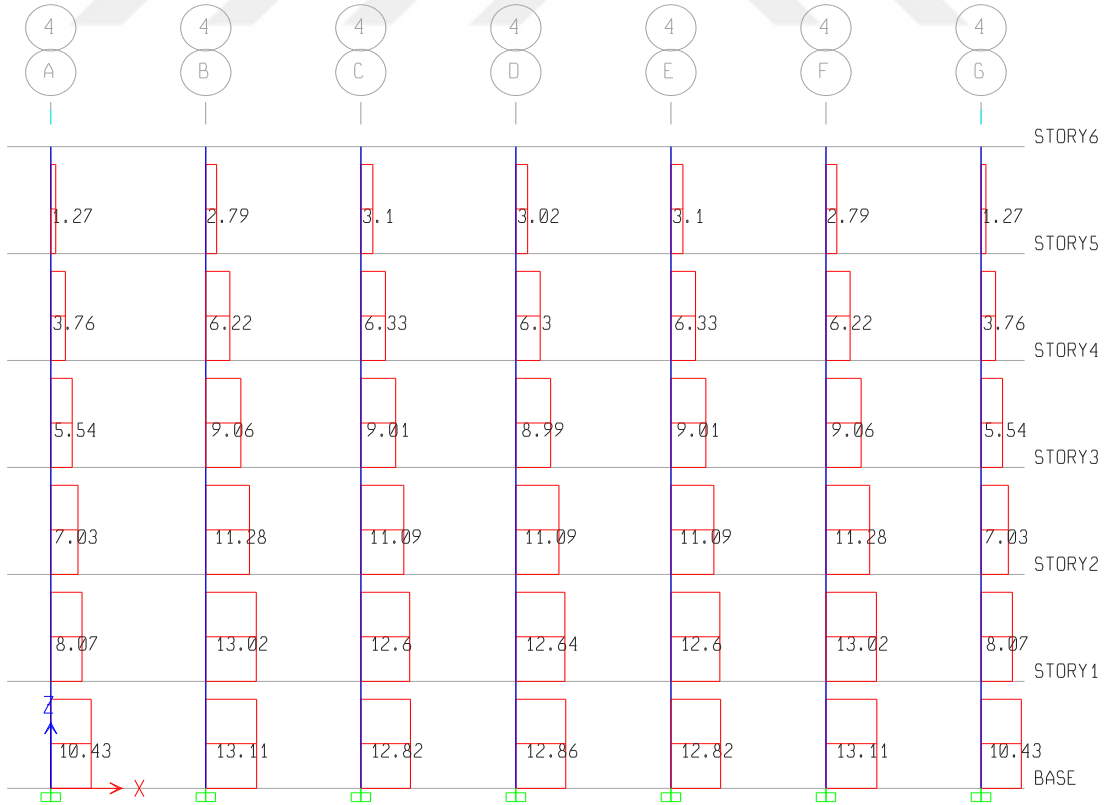 4 4 4 4 4 4 4
A B C D E F G
STORY6
1.27 2.79 3.1 3.02 3.1 2.79 1.27
STORY5
3.76 6.22 6.33 6.3 6.33 6.22 3.76
STORY4
5.54 9.06 9.01 8.99 9.01 9.06 5.54
STORY3
7.03 11.28 11.09 11.09 11.09 11.28 7.03
STORY2
8.07 13.02 12.6 12.64 12.6 13.02 8.07
STORY1
Z
10.43 13.11 12.82 12.86 12.82 13.11 10.43
BASE
X